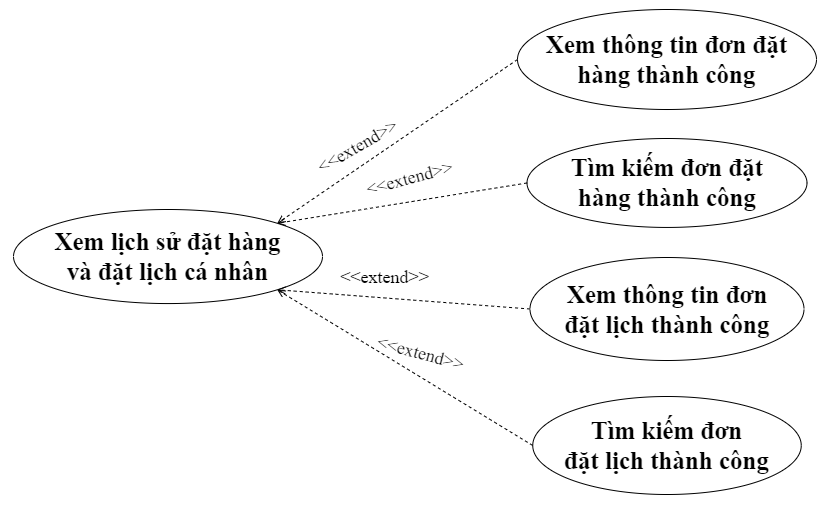 Xem thông tin đơn đặt
hàng thành công
<<extend>>
<<extend>>
Tìm kiếm đơn đặt
hàng thành công
Xem lịch sử đặt hàng
và đặt lịch cá nhân
<<extend>>
Xem thông tin đơn
đặt lịch thành công
<<extend>>
Tìm kiếm đơn
đặt lịch thành công